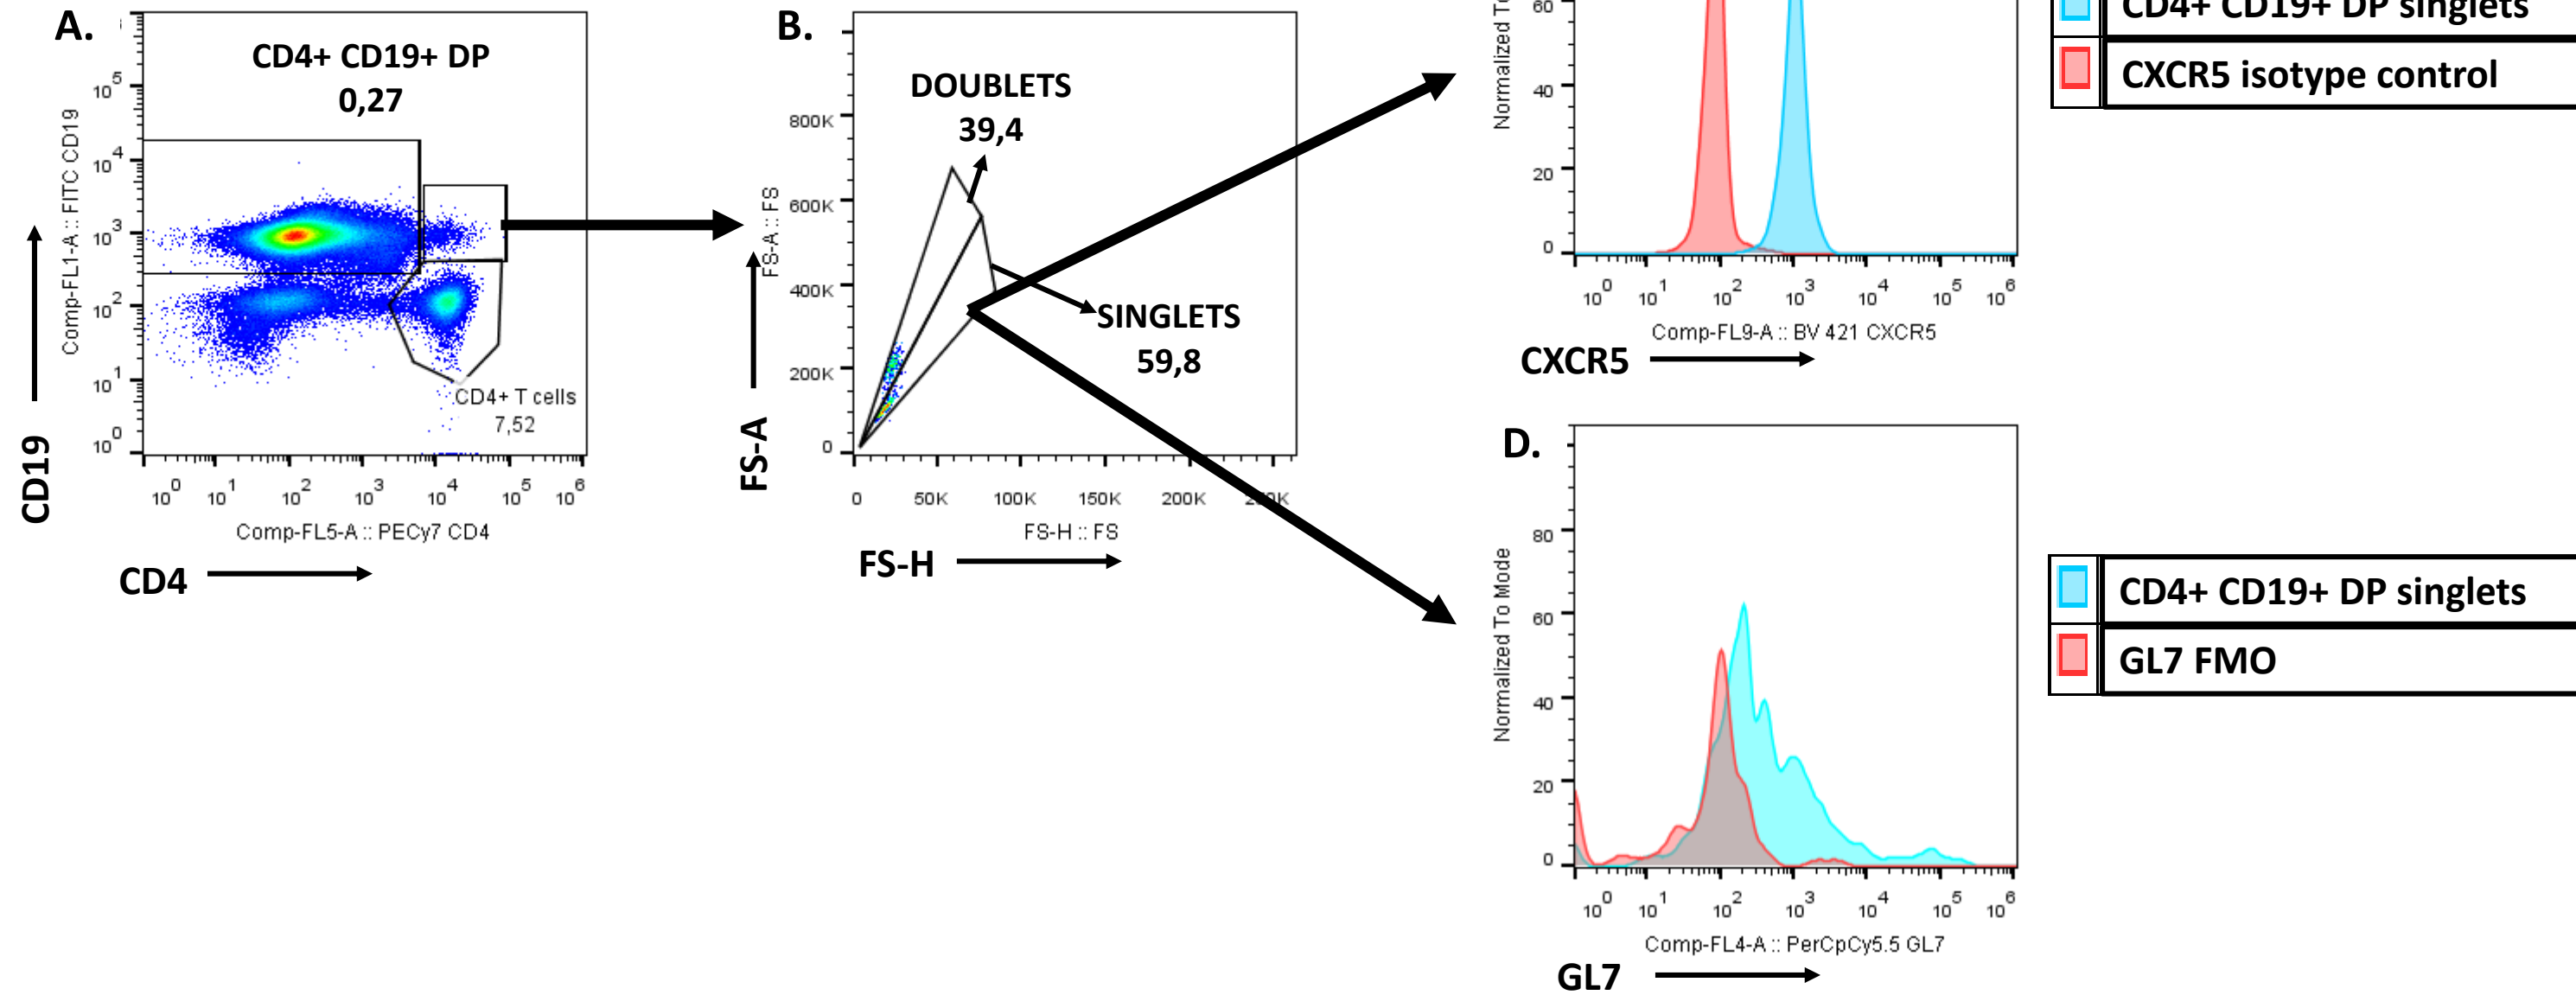 A.
CD4+ CD19+ DP
0,27
10^5
10^4
10^3
10^2
10^1
10^0
Comp-FL1-A :: FITC CD19
CD19
CD4+ T cells
7,52
10^0 10^1 10^2 10^3 10^4 10^5 10^6
Comp-FL5-A :: PECy7 CD4
CD4
B.
DOUBLETS
39,4
800K
600K
400K
200K
0
FS-A :: FS
FS-A
SINGLETS
59,8
0 50K 100K 150K 200K
FS-H :: FS
FS-H
60
40
20
0
10^0 10^1 10^2 10^3 10^4 10^5 10^6
Comp-FL9-A :: BV 421 CXCR5
CXCR5
CD4+ CD19+ DP singlets
CXCR5 isotype control
D.
Normalized To Mode
80
60
40
20
0
10^0 10^1 10^2 10^3 10^4 10^5 10^6
Comp-FL4-A :: PerCpCy5.5 GL7
GL7
CD4+ CD19+ DP singlets
GL7 FMO